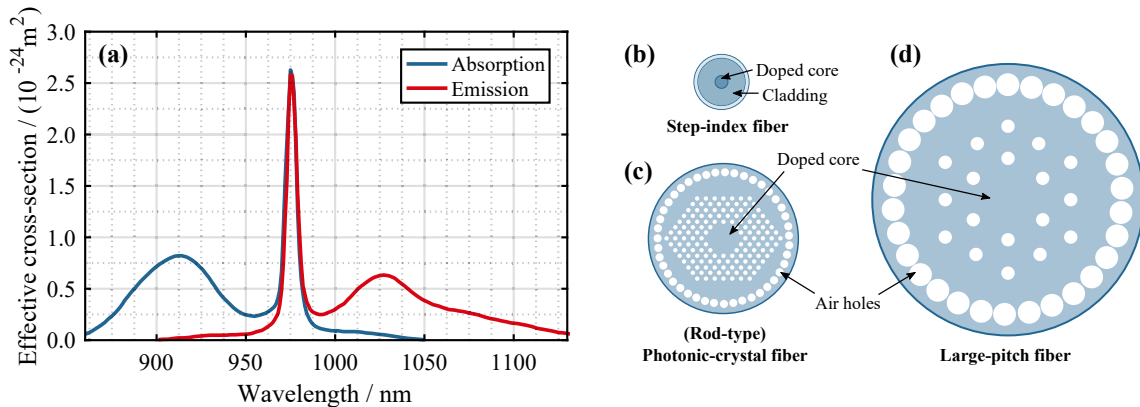 (a)
Absorption
Emission
Effective cross-section / (10⁻²⁴m²)
3.0
2.5
2.0
1.5
1.0
0.5
0.0
900
950
1000
1050
1100
Wavelength / nm
(b)
Doped core
Cladding
Step-index fiber
(c)
Doped core
Air holes
(Rod-type)
Photonic-crystal fiber
(d)
Large-pitch fiber